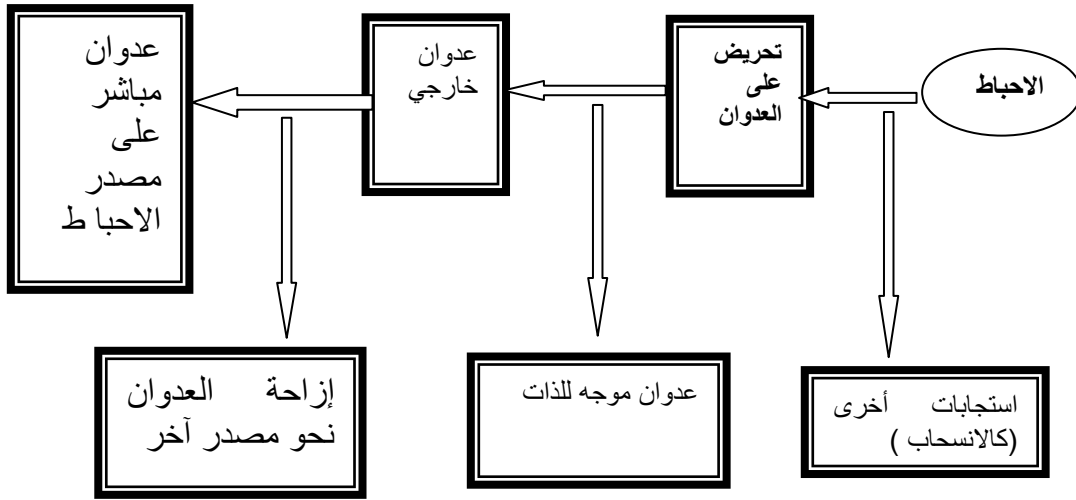 الاحباط
تحريض
على
العدوان
عدوان
خارجي
عدوان
مباشر
على
مصدر
الاحبا ط
استجابات أخرى
(كالانسحاب )
عدوان موجه للذات
إزاحة العدوان
نحو مصدر آخر